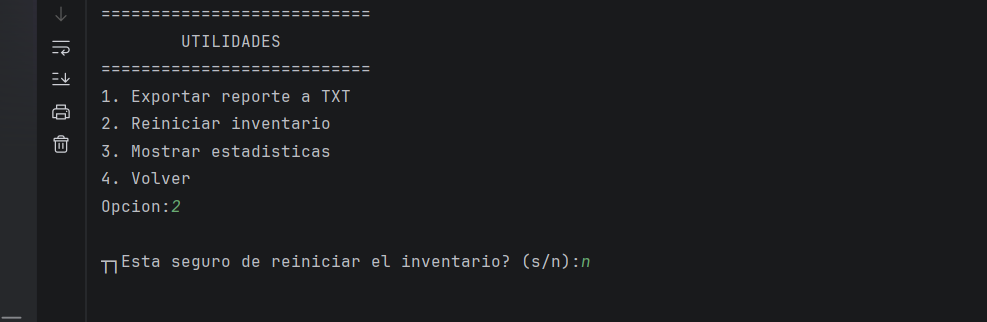 ===========================
UTILIDADES
===========================
1. Exportar reporte a TXT
2. Reiniciar inventario
3. Mostrar estadisticas
4. Volver
Opcion:2
┬┐Esta seguro de reiniciar el inventario? (s/n):n